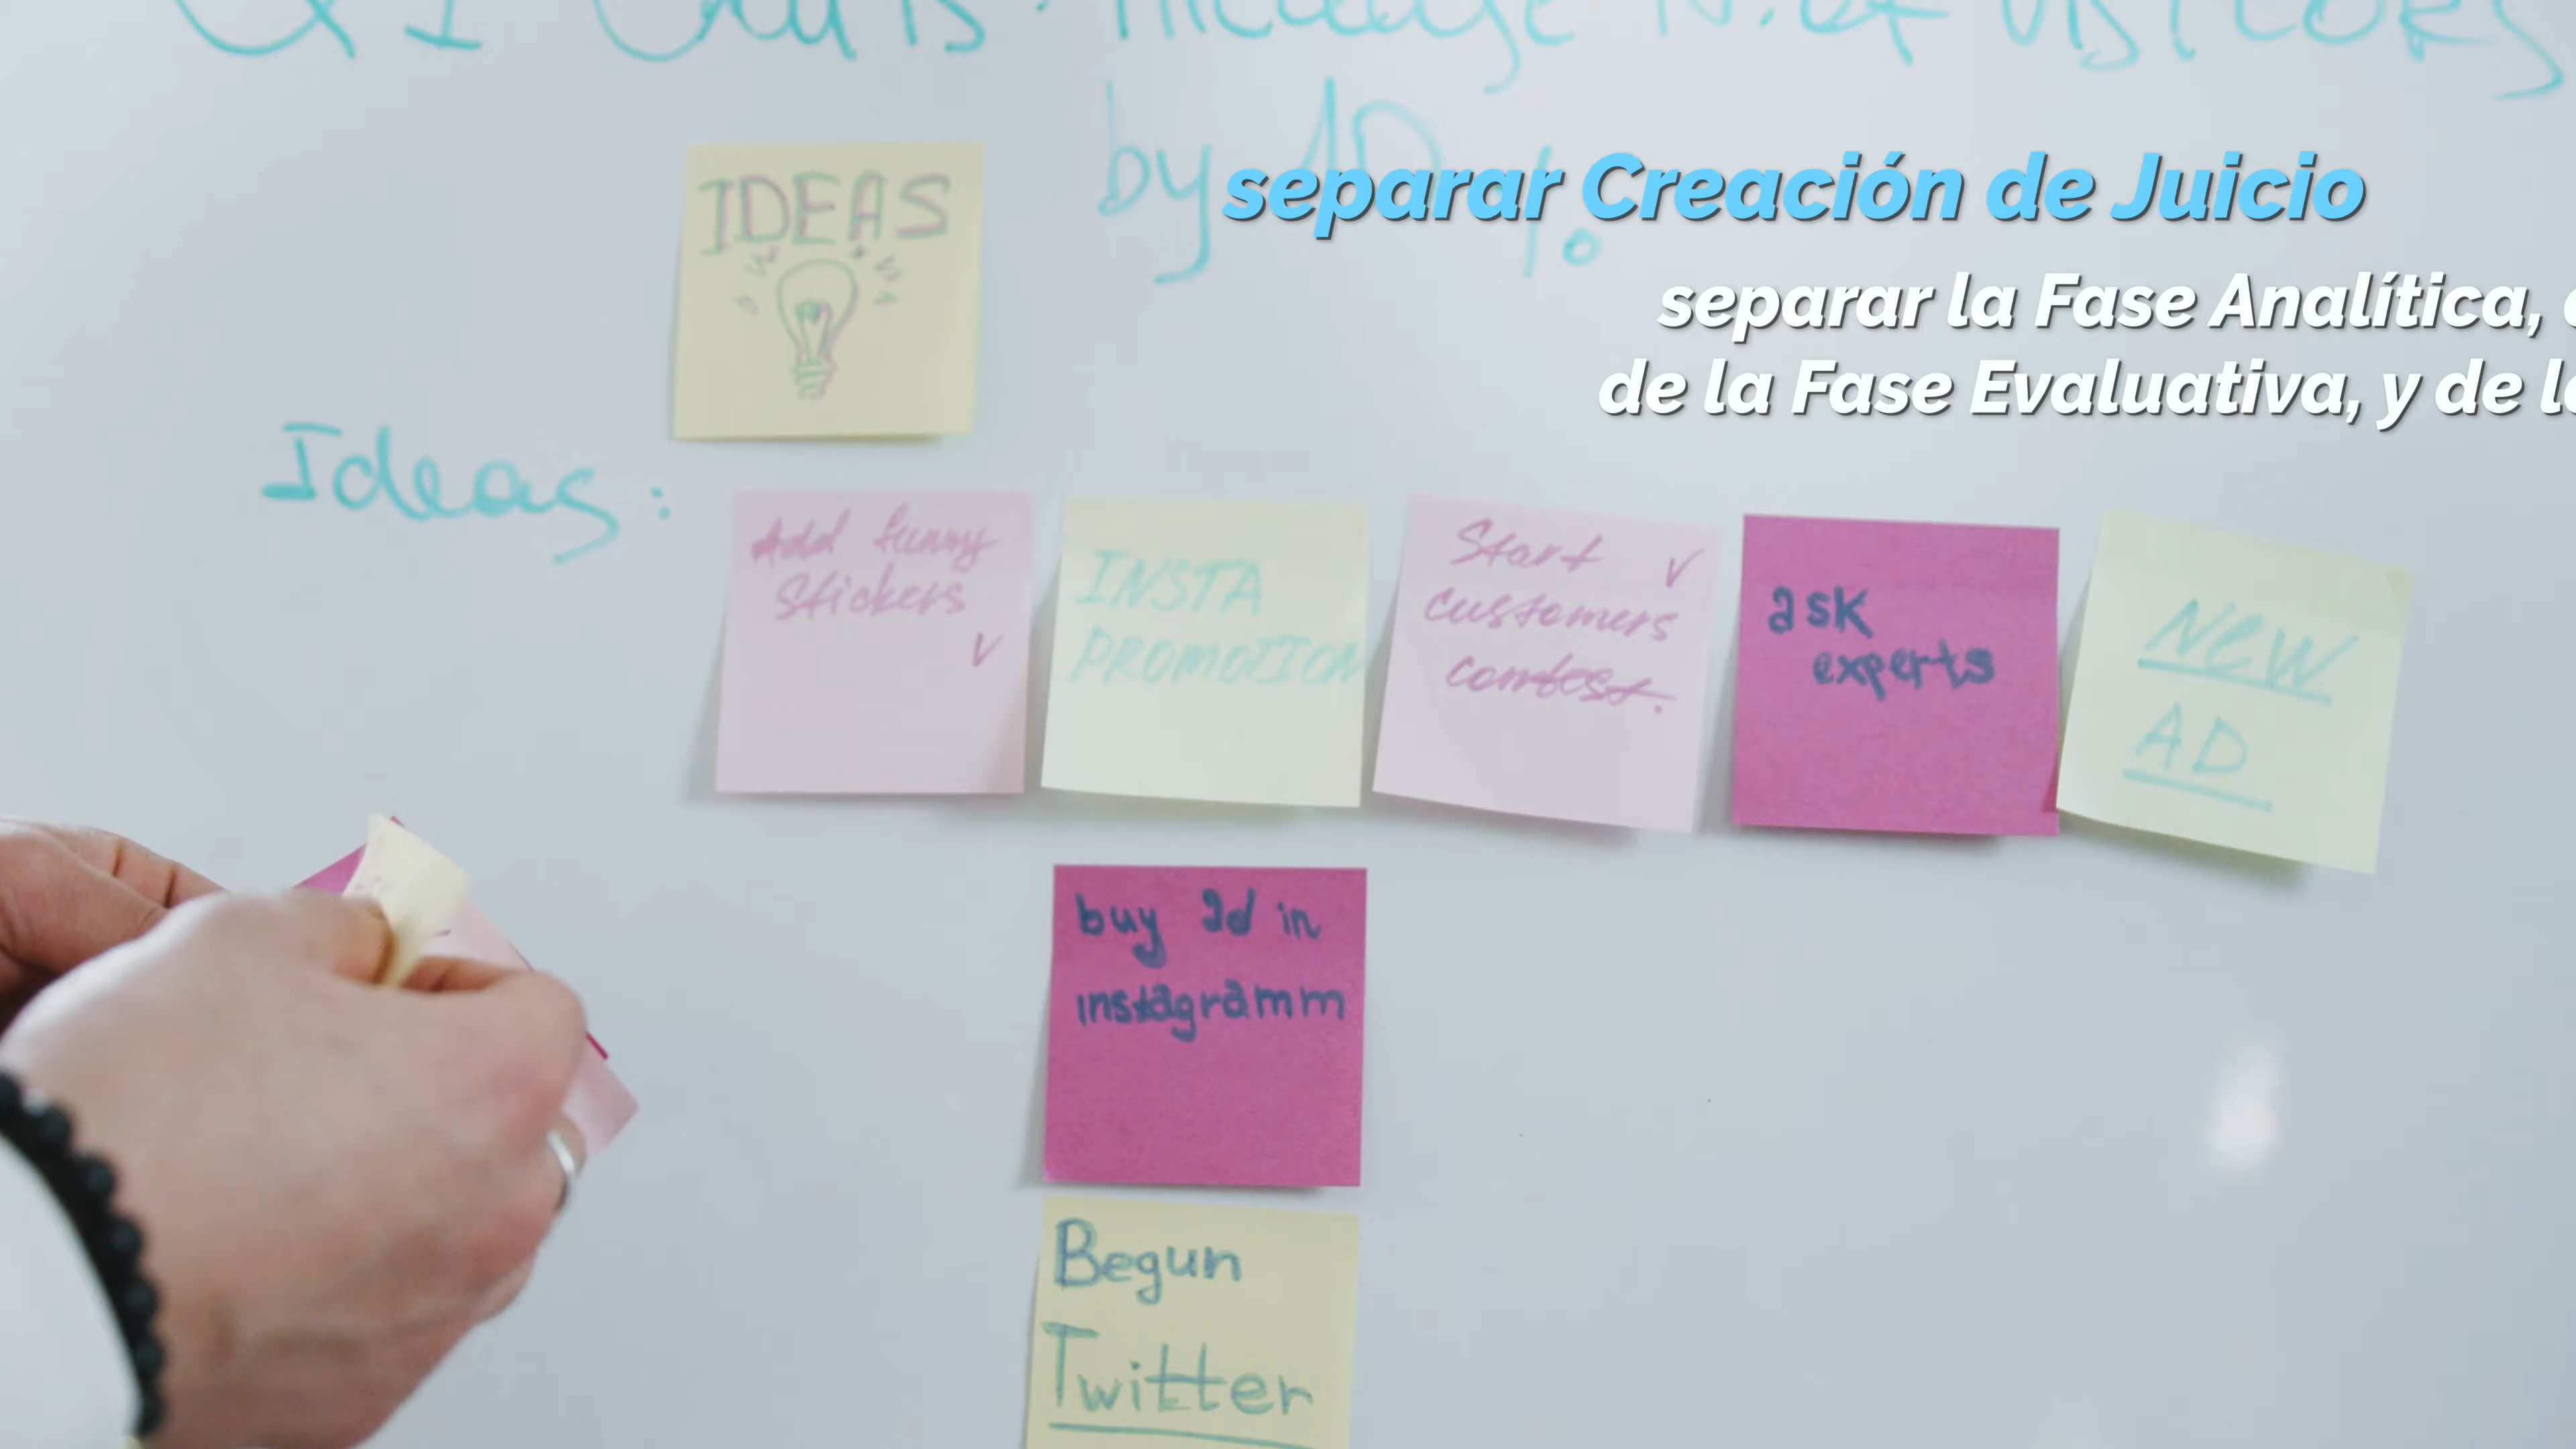 by 10%
separar Creación de Juicio
separar la Fase Analítica,
de la Fase Evaluativa, y de
IDEAS
Ideas:
Add funny
Stickers
INSTA
PROMOTION
Start
customers
contest.
ask
experts
NEW
AD
buy ad in
instagramm
Begun
Twitter